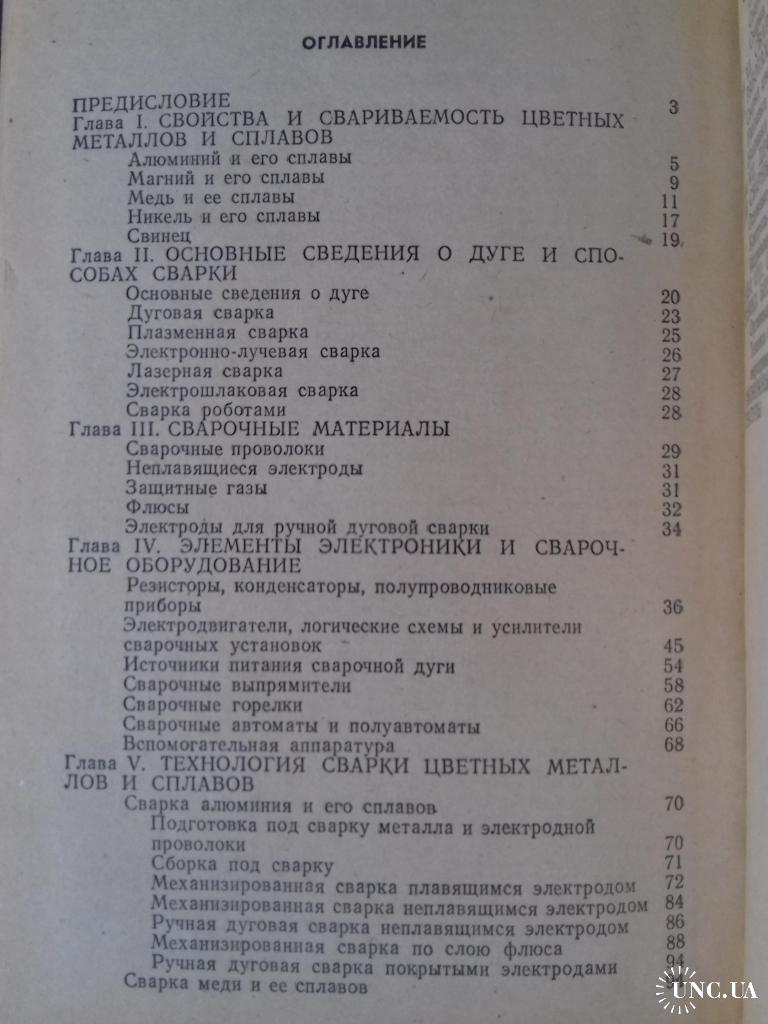 ОГЛАВЛЕНИЕ
ПРЕДИСЛОВИЕ 3
Глава I. СВОЙСТВА И СВАРИВАЕМОСТЬ ЦВЕТНЫХ
МЕТАЛЛОВ И СПЛАВОВ
Алюминий и его сплавы 5
Магний и его сплавы 9
Медь и ее сплавы 11
Никель и его сплавы 17
Свинец 19
Глава II. ОСНОВНЫЕ СВЕДЕНИЯ О ДУГЕ И СПО-
СОБАХ СВАРКИ
Основные сведения о дуге 20
Дуговая сварка 23
Плазменная сварка 25
Электронно-лучевая сварка 26
Лазерная сварка 27
Электрошлаковая сварка 28
Сварка роботами 28
Глава III. СВАРОЧНЫЕ МАТЕРИАЛЫ
Сварочные проволоки 29
Неплавящиеся электроды 31
Защитные газы 31
Флюсы 32
Электроды для ручной дуговой сварки 34
Глава IV. ЭЛЕМЕНТЫ ЭЛЕКТРОНИКИ И СВАРОЧ-
НОЕ ОБОРУДОВАНИЕ
Резисторы, конденсаторы, полупроводниковые
приборы 36
Электродвигатели, логические схемы и усилители
сварочных установок 45
Источники питания сварочной дуги 54
Сварочные выпрямители 58
Сварочные горелки 62
Сварочные автоматы и полуавтоматы 66
Вспомогательная аппаратура 68
Глава V. ТЕХНОЛОГИЯ СВАРКИ ЦВЕТНЫХ МЕТАЛ-
ЛОВ И СПЛАВОВ
Сварка алюминия и его сплавов 70
Подготовка под сварку металла и электродной
проволоки 70
Сборка под сварку 71
Механизированная сварка плавящимся электродом 72
Механизированная сварка неплавящимся электродом 84
Ручная дуговая сварка неплавящимся электродом 86
Механизированная сварка по слою флюса 88
Ручная дуговая сварка покрытыми электродами 94
Сварка меди и ее сплавов
UNC.UA